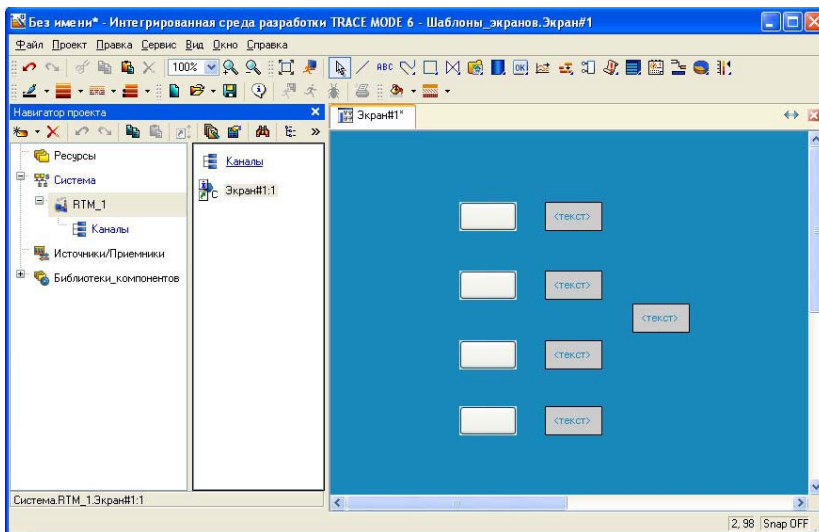 Без имени* - Интегрированная среда разработки TRACE MODE 6 - Шаблоны_экранов.Экран#1
Файл Проект Правка Сервис Вид Окно Справка
100% ABC OK
Навигатор проекта
Экран#1*
Ресурсы
Каналы
Система
Экран#1:1
RTM_1
Каналы
Источники/Приемники
Библиотеки_компонентов
<текст>
<текст>
<текст>
<текст>
<текст>
Система.RTM_1.Экран#1:1
2, 98 Snap OFF